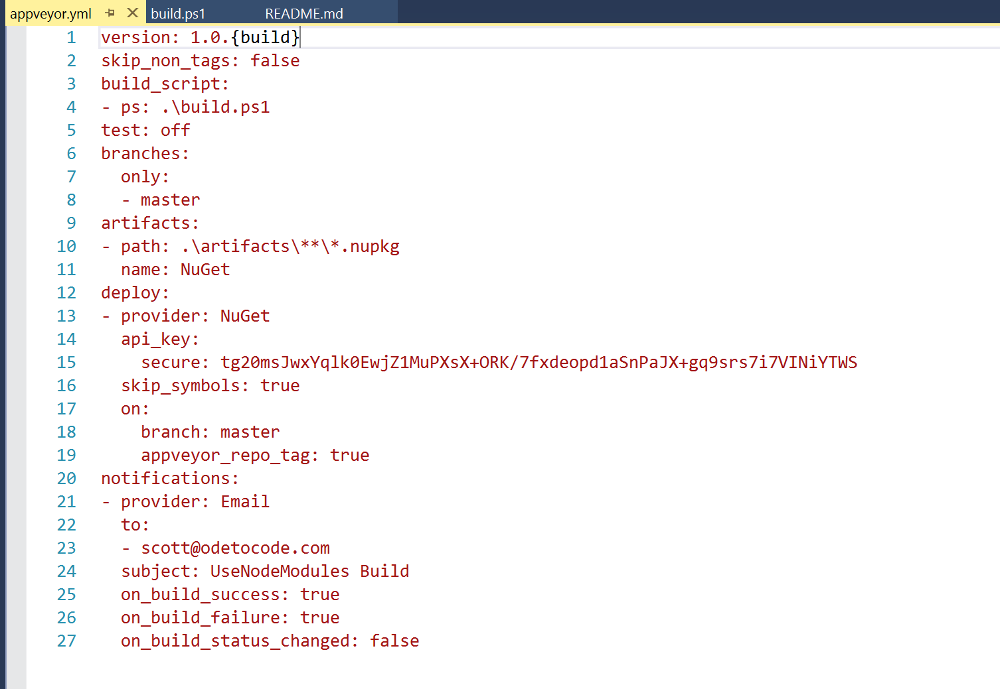 appveyor.yml build.ps1 README.md
1 version: 1.0.{build}
2 skip_non_tags: false
3 build_script:
4 - ps: .\build.ps1
5 test: off
6 branches:
7 only:
8 - master
9 artifacts:
10 - path: .\artifacts\**\*.nupkg
11 name: NuGet
12 deploy:
13 - provider: NuGet
14 api_key:
15 secure: tg20msJwxYqlk0EwjZ1MuPXsX+ORK/7fxdeopd1aSnPaJX+gq9srs7i7VINiYTWS
16 skip_symbols: true
17 on:
18 branch: master
19 appveyor_repo_tag: true
20 notifications:
21 - provider: Email
22 to:
23 - scott@odetocode.com
24 subject: UseNodeModules Build
25 on_build_success: true
26 on_build_failure: true
27 on_build_status_changed: false